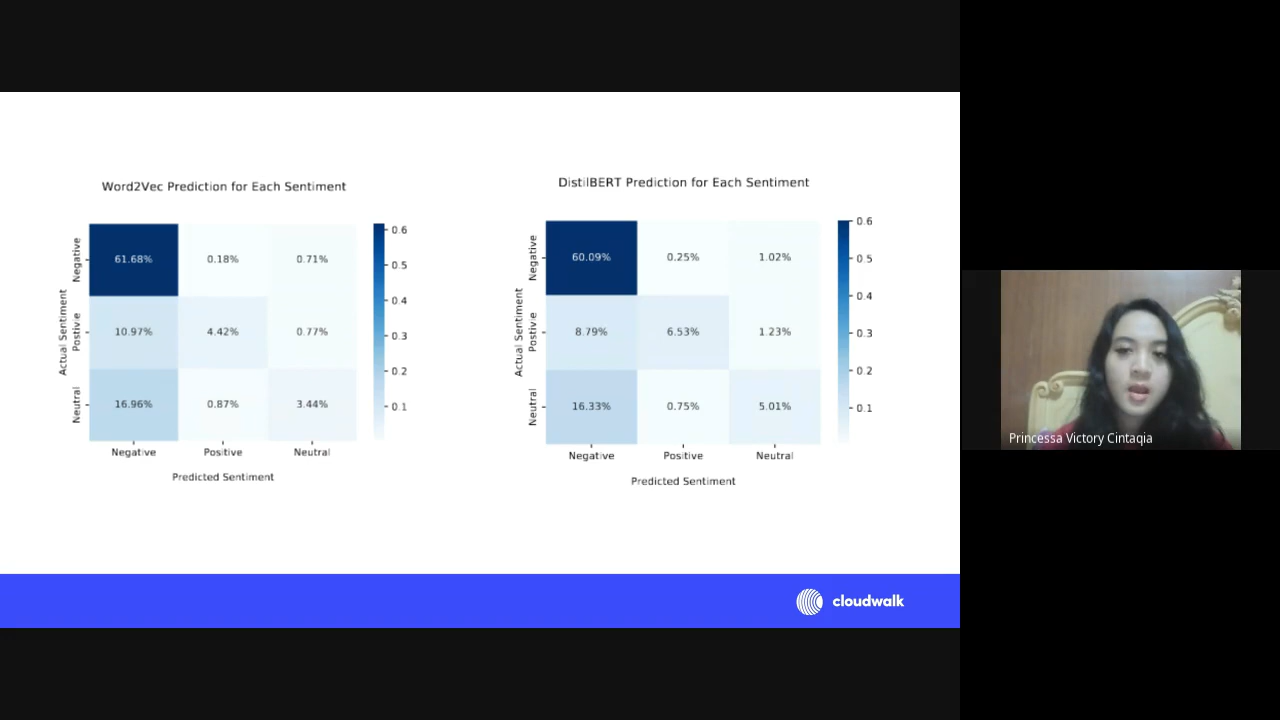 Word2Vec Prediction for Each Sentiment
Negative
Postivie
Neutral
Actual Sentiment
61.68% 0.18% 0.71%
10.97% 4.42% 0.77%
16.96% 0.87% 3.44%
0.6
0.5
0.4
0.3
0.2
0.1
Negative Positive Neutral
Predicted Sentiment
DistilBERT Prediction for Each Sentiment
Negative
Postivie
Neutral
Actual Sentiment
60.09% 0.25% 1.02%
8.79% 6.53% 1.23%
16.33% 0.75% 5.01%
0.6
0.5
0.4
0.3
0.2
0.1
Negative Positive Neutral
Predicted Sentiment
cloudwalk
Princessa Victory Cintaqia